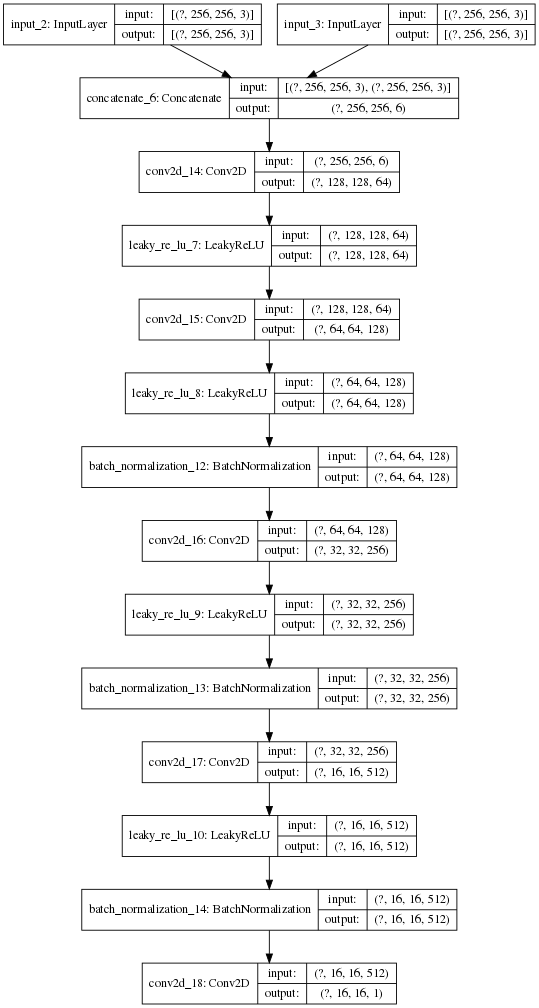 input_2: InputLayer input: [(?, 256, 256, 3)]
output: [(?, 256, 256, 3)]
input_3: InputLayer input: [(?, 256, 256, 3)]
output: [(?, 256, 256, 3)]
concatenate_6: Concatenate input: [(?, 256, 256, 3), (?, 256, 256, 3)]
output: (?, 256, 256, 6)
conv2d_14: Conv2D input: (?, 256, 256, 6)
output: (?, 128, 128, 64)
leaky_re_lu_7: LeakyReLU input: (?, 128, 128, 64)
output: (?, 128, 128, 64)
conv2d_15: Conv2D input: (?, 128, 128, 64)
output: (?, 64, 64, 128)
leaky_re_lu_8: LeakyReLU input: (?, 64, 64, 128)
output: (?, 64, 64, 128)
batch_normalization_12: BatchNormalization input: (?, 64, 64, 128)
output: (?, 64, 64, 128)
conv2d_16: Conv2D input: (?, 64, 64, 128)
output: (?, 32, 32, 256)
leaky_re_lu_9: LeakyReLU input: (?, 32, 32, 256)
output: (?, 32, 32, 256)
batch_normalization_13: BatchNormalization input: (?, 32, 32, 256)
output: (?, 32, 32, 256)
conv2d_17: Conv2D input: (?, 32, 32, 256)
output: (?, 16, 16, 512)
leaky_re_lu_10: LeakyReLU input: (?, 16, 16, 512)
output: (?, 16, 16, 512)
batch_normalization_14: BatchNormalization input: (?, 16, 16, 512)
output: (?, 16, 16, 512)
conv2d_18: Conv2D input: (?, 16, 16, 512)
output: (?, 16, 16, 1)